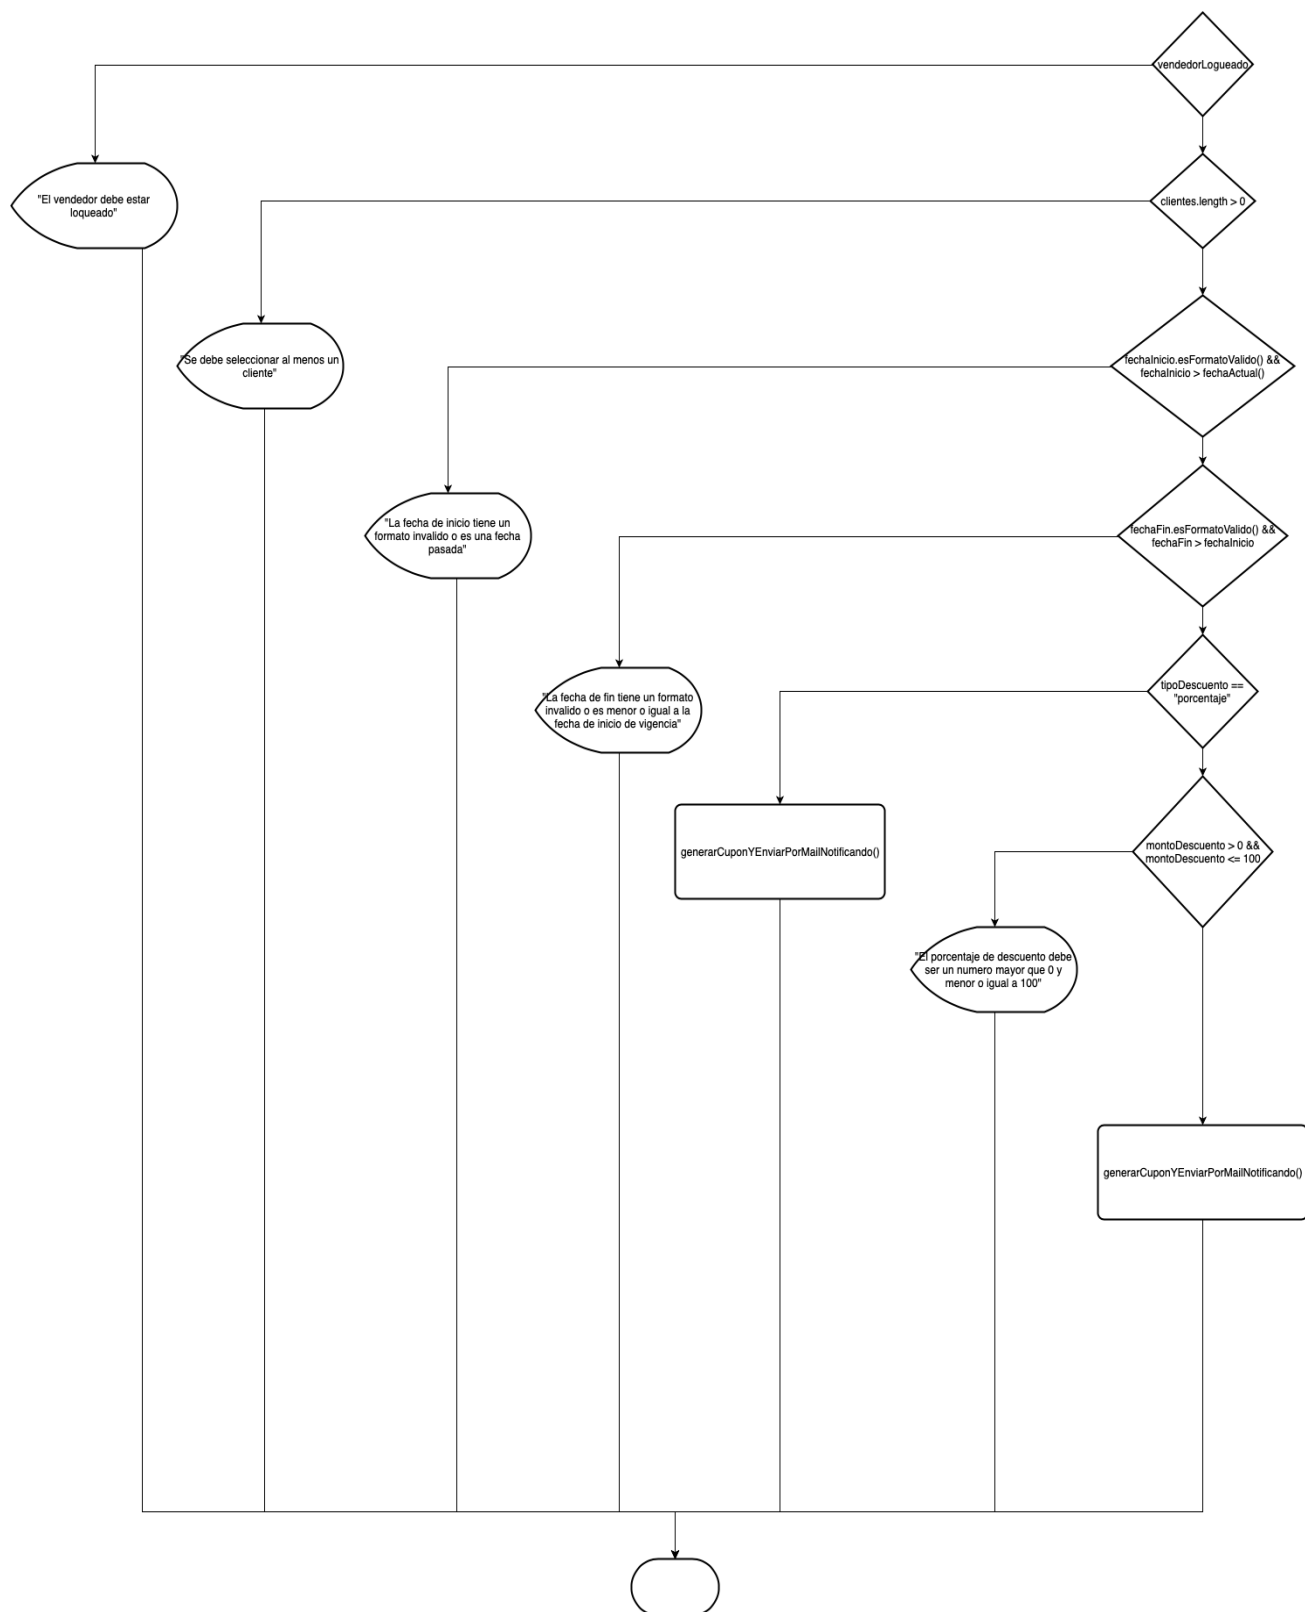 vendedorLogueado
"El vendedor debe estar
loqueado"
clientes.length > 0
"Se debe seleccionar al menos un
cliente"
fechaInicio.esFormatoValido() &&
fechaInicio > fechaActual()
"La fecha de inicio tiene un
formato invalido o es una fecha
pasada"
fechaFin.esFormatoValido() &&
fechaFin > fechaInicio
"La fecha de fin tiene un formato
invalido o es menor o igual a la
fecha de inicio de vigencia"
tipoDescuento ==
"porcentaje"
generarCuponYEnviarPorMailNotificando()
montoDescuento > 0 &&
montoDescuento <= 100
"El porcentaje de descuento debe
ser un numero mayor que 0 y
menor o igual a 100"
generarCuponYEnviarPorMailNotificando()